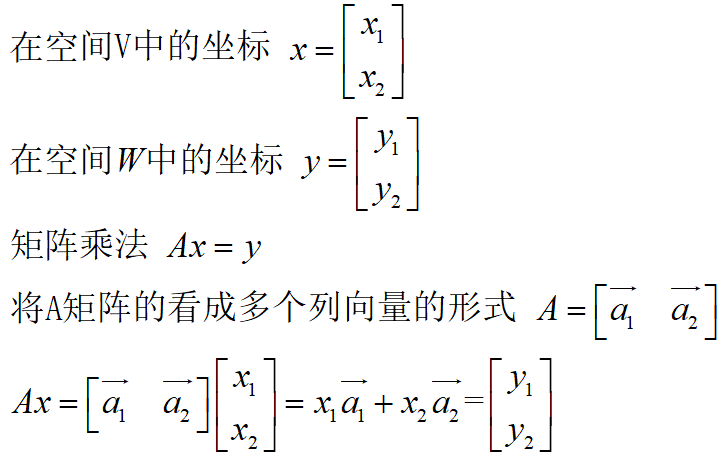 在空间V中的坐标 x = [x₁ x₂]
在空间W中的坐标 y = [y₁ y₂]
矩阵乘法 Ax = y
将A矩阵的看成多个列向量的形式 A = [a₁→ a₂→]
Ax = [a₁→ a₂→][x₁ x₂] = x₁a₁→ + x₂a₂→ = [y₁ y₂]